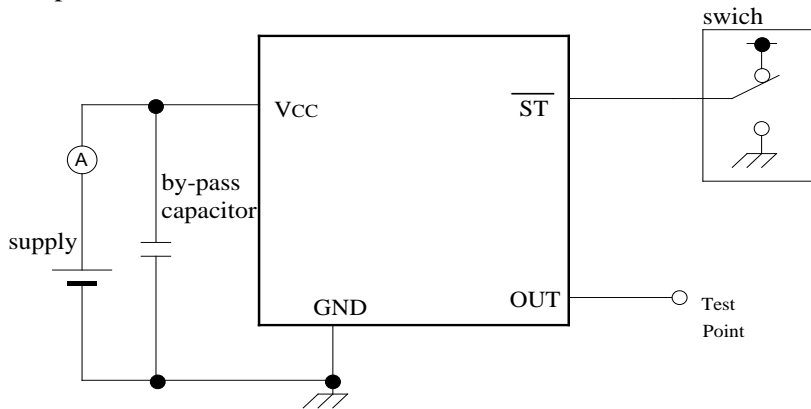 swich
VCC
ST
A
by-pass
capacitor
supply
GND
OUT
Test
Point